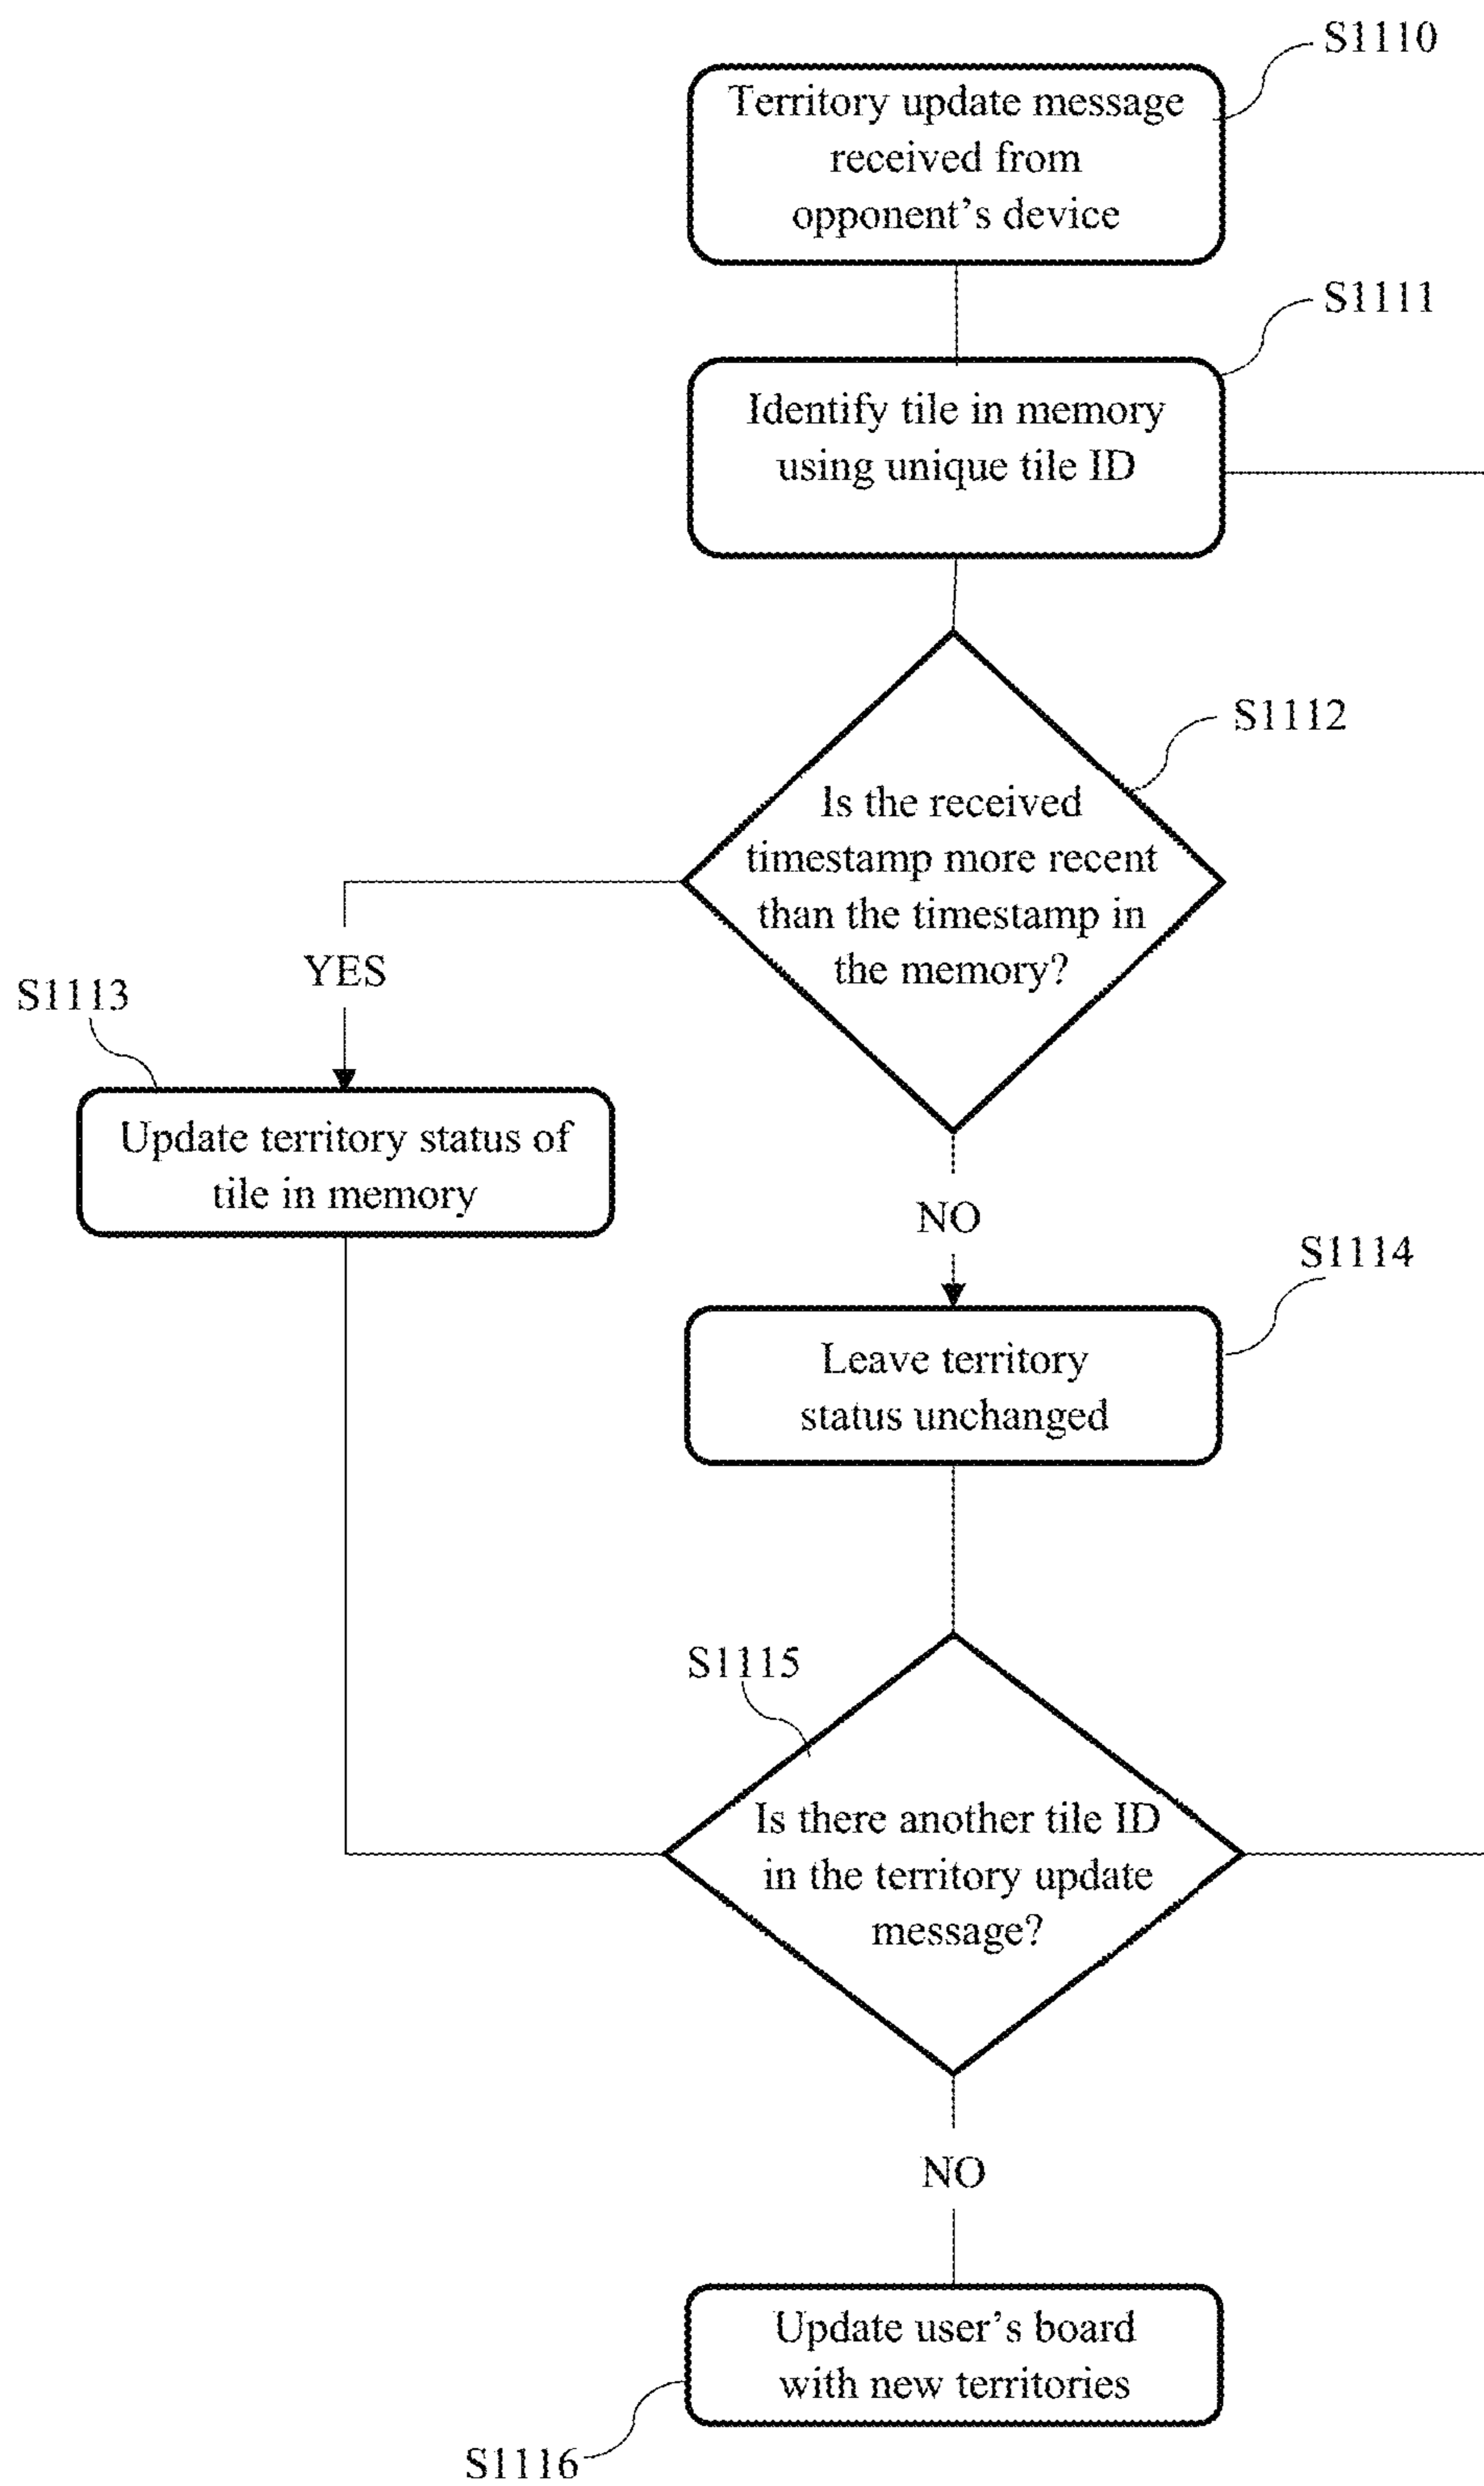 S1110
Territory update message
received from
opponent's device
S1111
Identify tile in memory
using unique tile ID
S1112
Is the received
timestamp more recent
than the timestamp in
the memory?
YES
S1113
Update territory status of
tile in memory
NO
S1114
Leave territory
status unchanged
S1115
Is there another tile ID
in the territory update
message?
NO
Update user's board
with new territories
S1116